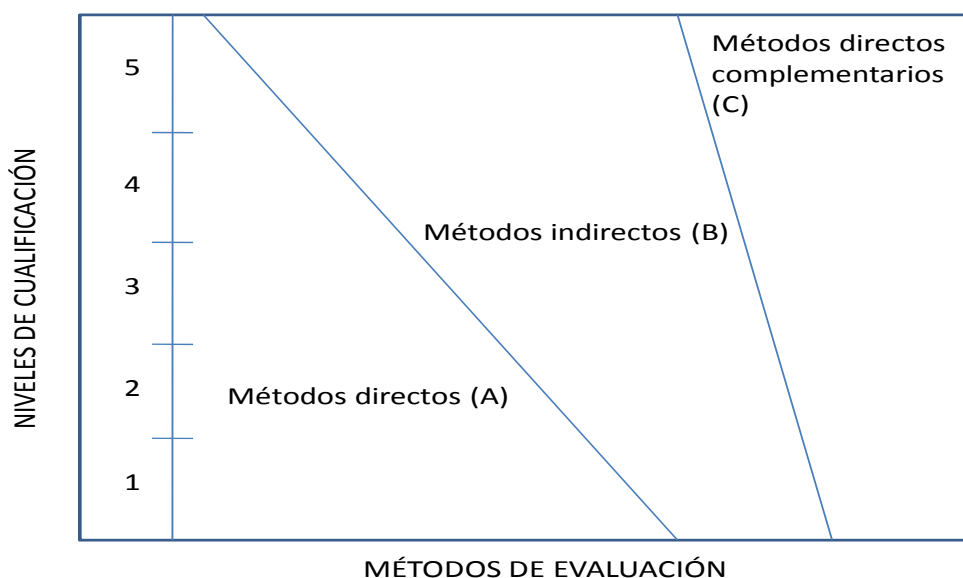 Métodos directos
complementarios
(C)
5
4
Métodos indirectos (B)
3
NIVELES DE CUALIFICACIÓN
2
Métodos directos (A)
1
MÉTODOS DE EVALUACIÓN